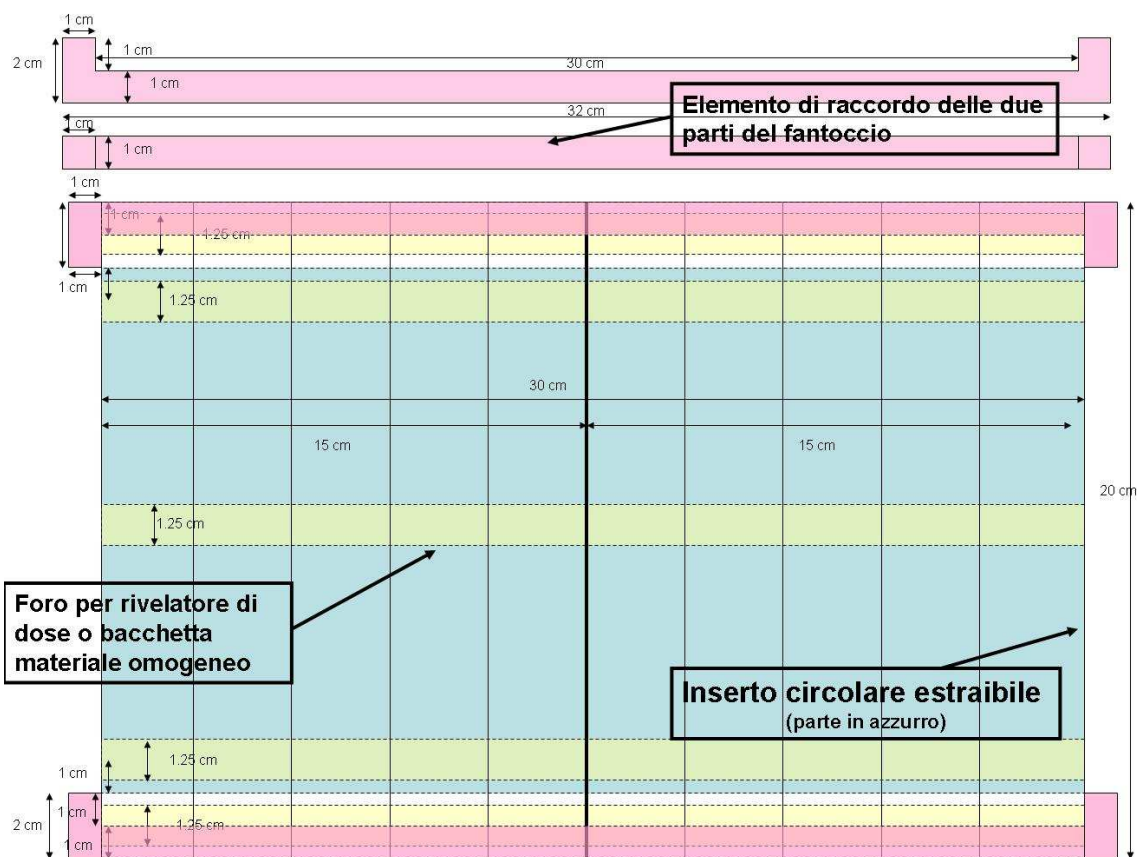 1 cm
2 cm
1 cm
30 cm
1 cm
Elemento di raccordo delle due
parti del fantoccio
32 cm
1 cm
1 cm
1 cm
1 cm
1.25 cm
1 cm
1.25 cm
30 cm
15 cm
15 cm
20 cm
1.25 cm
Foro per rivelatore di
dose o bacchetta
materiale omogeneo
Inserto circolare estraibile
(parte in azzurro)
1.25 cm
1 cm
1cm
2 cm
1.25 cm
1 cm